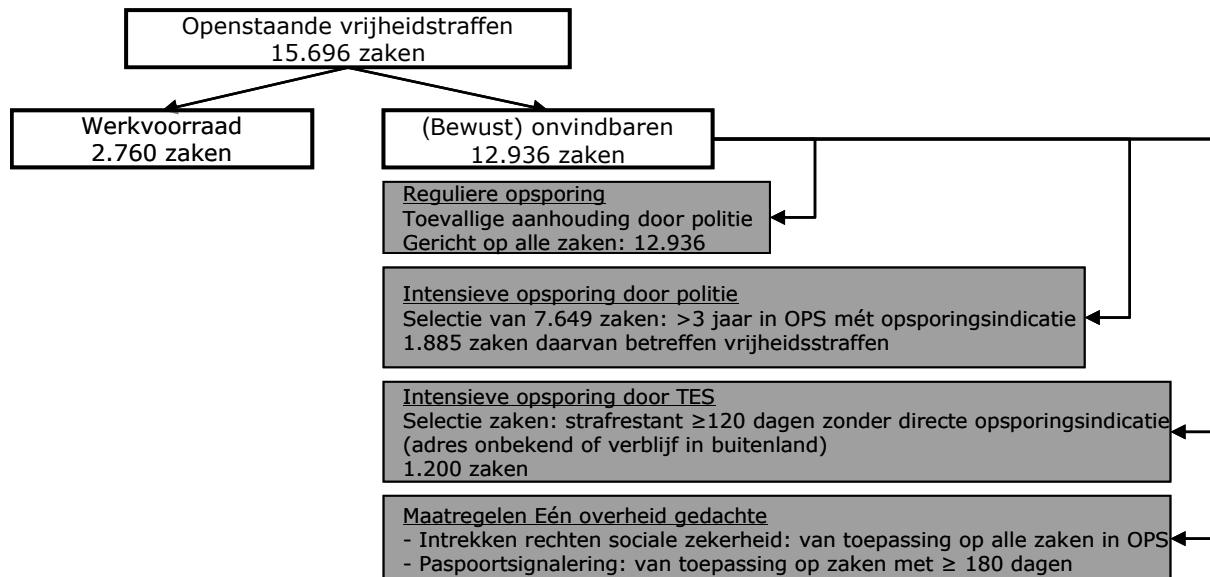 Openstaande vrijheidstraffen
15.696 zaken
Werkvoorraad
2.760 zaken
(Bewust) onvindbaren
12.936 zaken
Reguliere opsporing
Toevallige aanhouding door politie
Gericht op alle zaken: 12.936
Intensieve opsporing door politie
Selectie van 7.649 zaken: >3 jaar in OPS mét opsporingsindicatie
1.885 zaken daarvan betreffen vrijheidsstraffen
Intensieve opsporing door TES
Selectie zaken: strafrestant ≥120 dagen zonder directe opsporingsindicatie
(adres onbekend of verblijf in buitenland)
1.200 zaken
Maatregelen Eén overheid gedachte
- Intrekken rechten sociale zekerheid: van toepassing op alle zaken in OPS
- Paspoortsignalering: van toepassing op zaken met ≥ 180 dagen